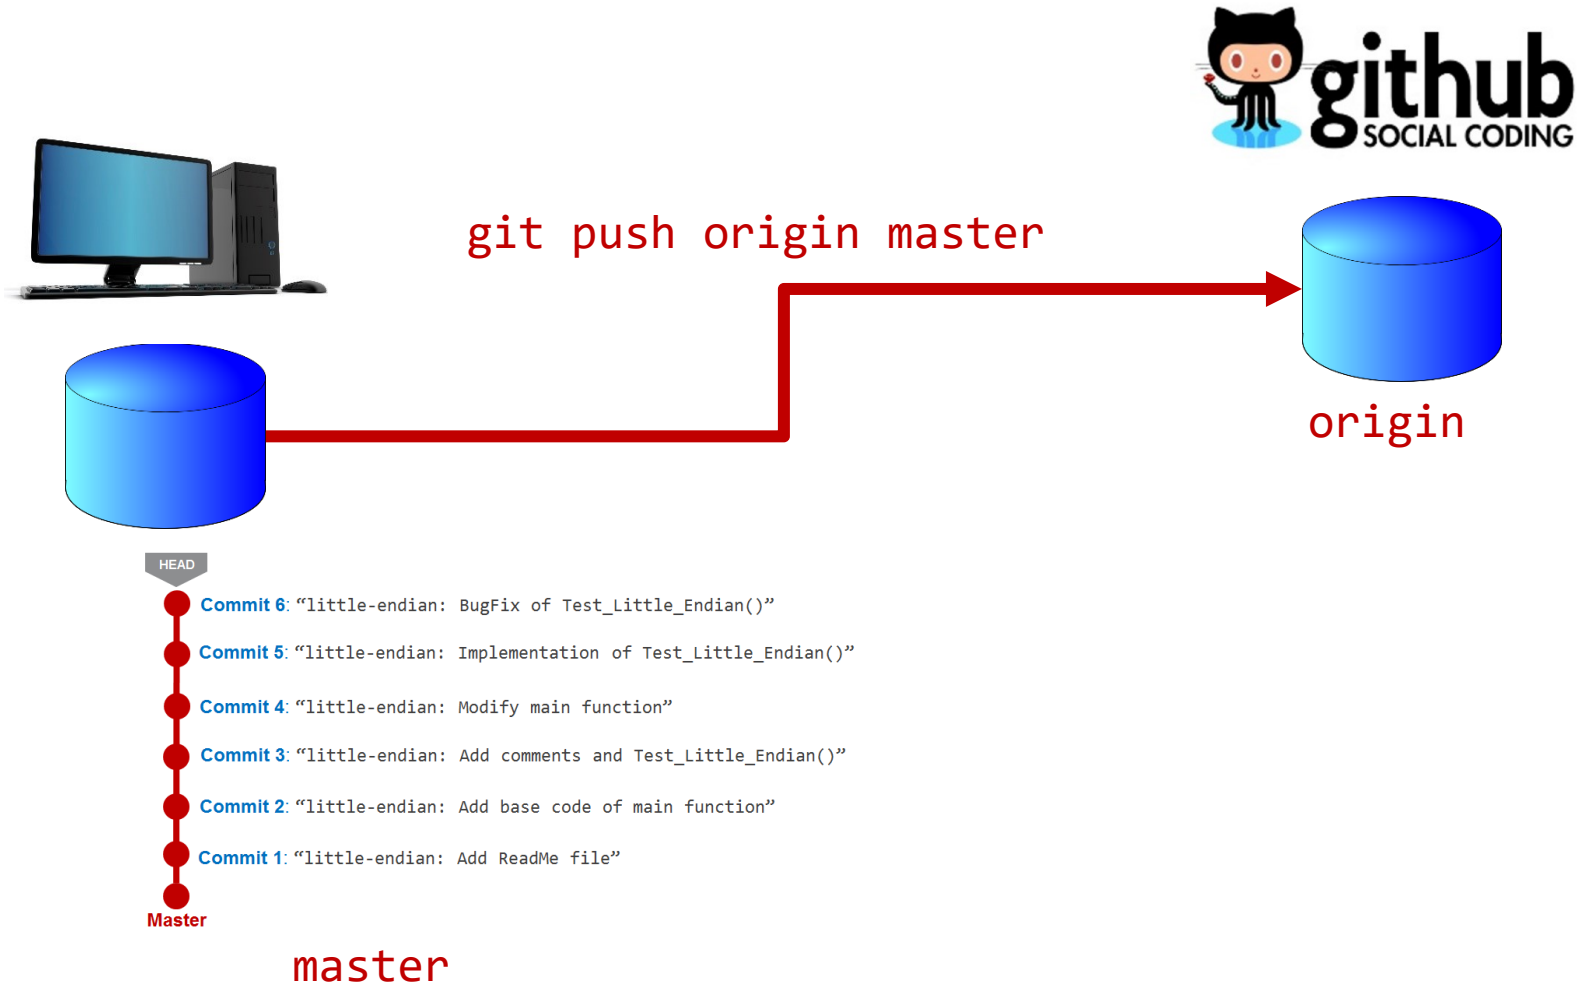 github
SOCIAL CODING
git push origin master
origin
HEAD
Commit 6: “little-endian: BugFix of Test_Little_Endian()”
Commit 5: “little-endian: Implementation of Test_Little_Endian()”
Commit 4: “little-endian: Modify main function”
Commit 3: “little-endian: Add comments and Test_Little_Endian()”
Commit 2: “little-endian: Add base code of main function”
Commit 1: “little-endian: Add ReadMe file”
Master
master